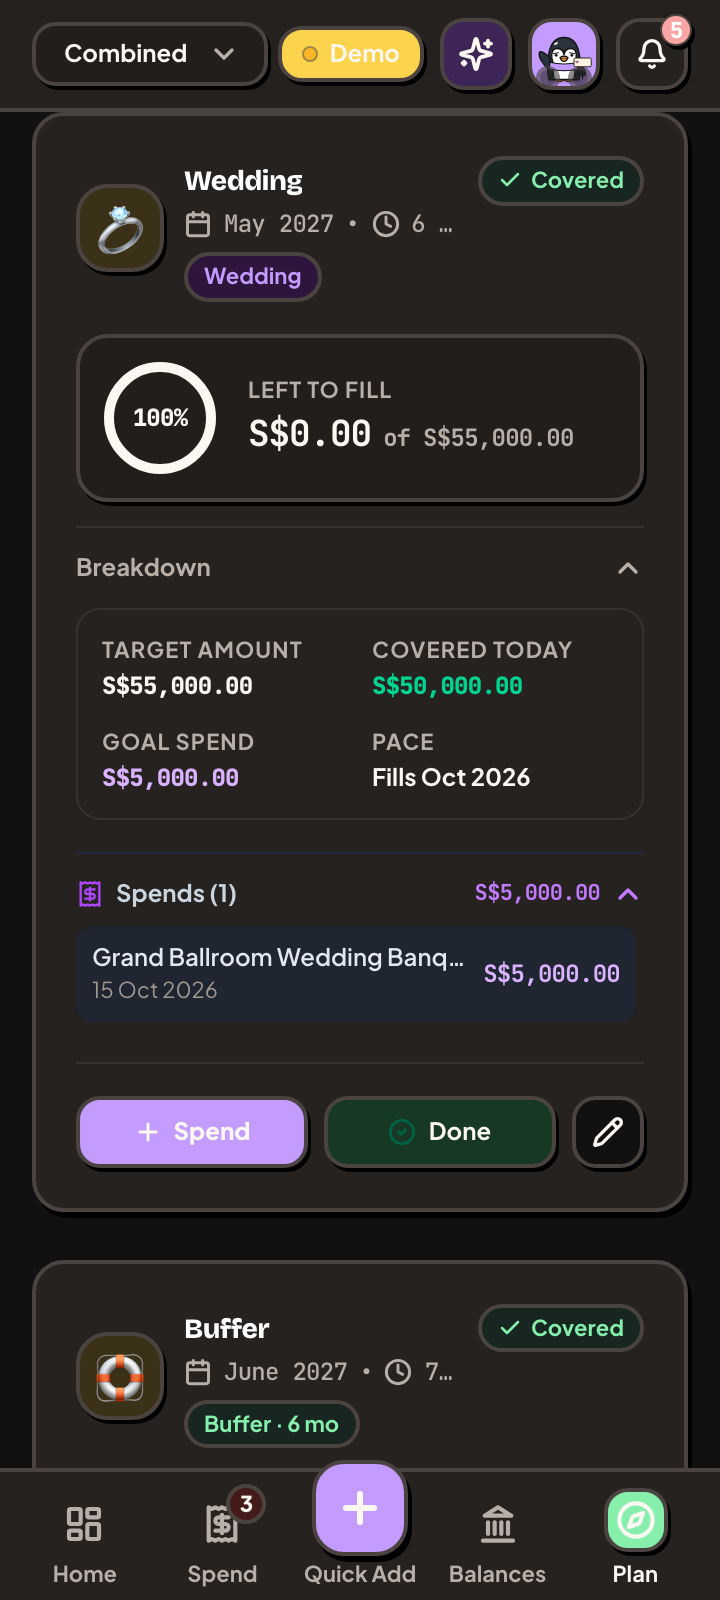 Combined
Demo
5
Wedding
Covered
May 2027 • 6 ...
Wedding
100%
LEFT TO FILL
S$0.00 of S$55,000.00
Breakdown
TARGET AMOUNT
S$55,000.00
COVERED TODAY
S$50,000.00
GOAL SPEND
S$5,000.00
PACE
Fills Oct 2026
Spends (1)
S$5,000.00
Grand Ballroom Wedding Banq...
15 Oct 2026
S$5,000.00
+ Spend
Done
Buffer
Covered
June 2027 • 7...
Buffer · 6 mo
Home
3
Spend
Quick Add
Balances
Plan